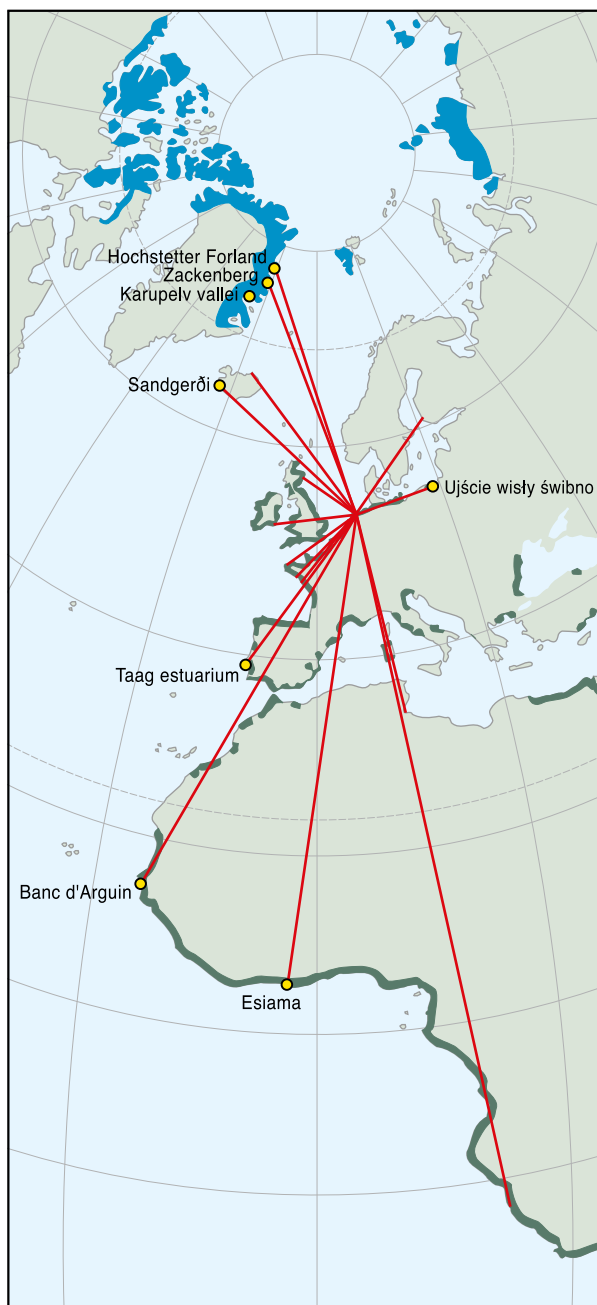 Hochstetter Forland
Zackenberg
Karupelv vallei
Sandgerði
Ujście wisły świbno
Taag estuarium
Banc d'Arguin
Esiama